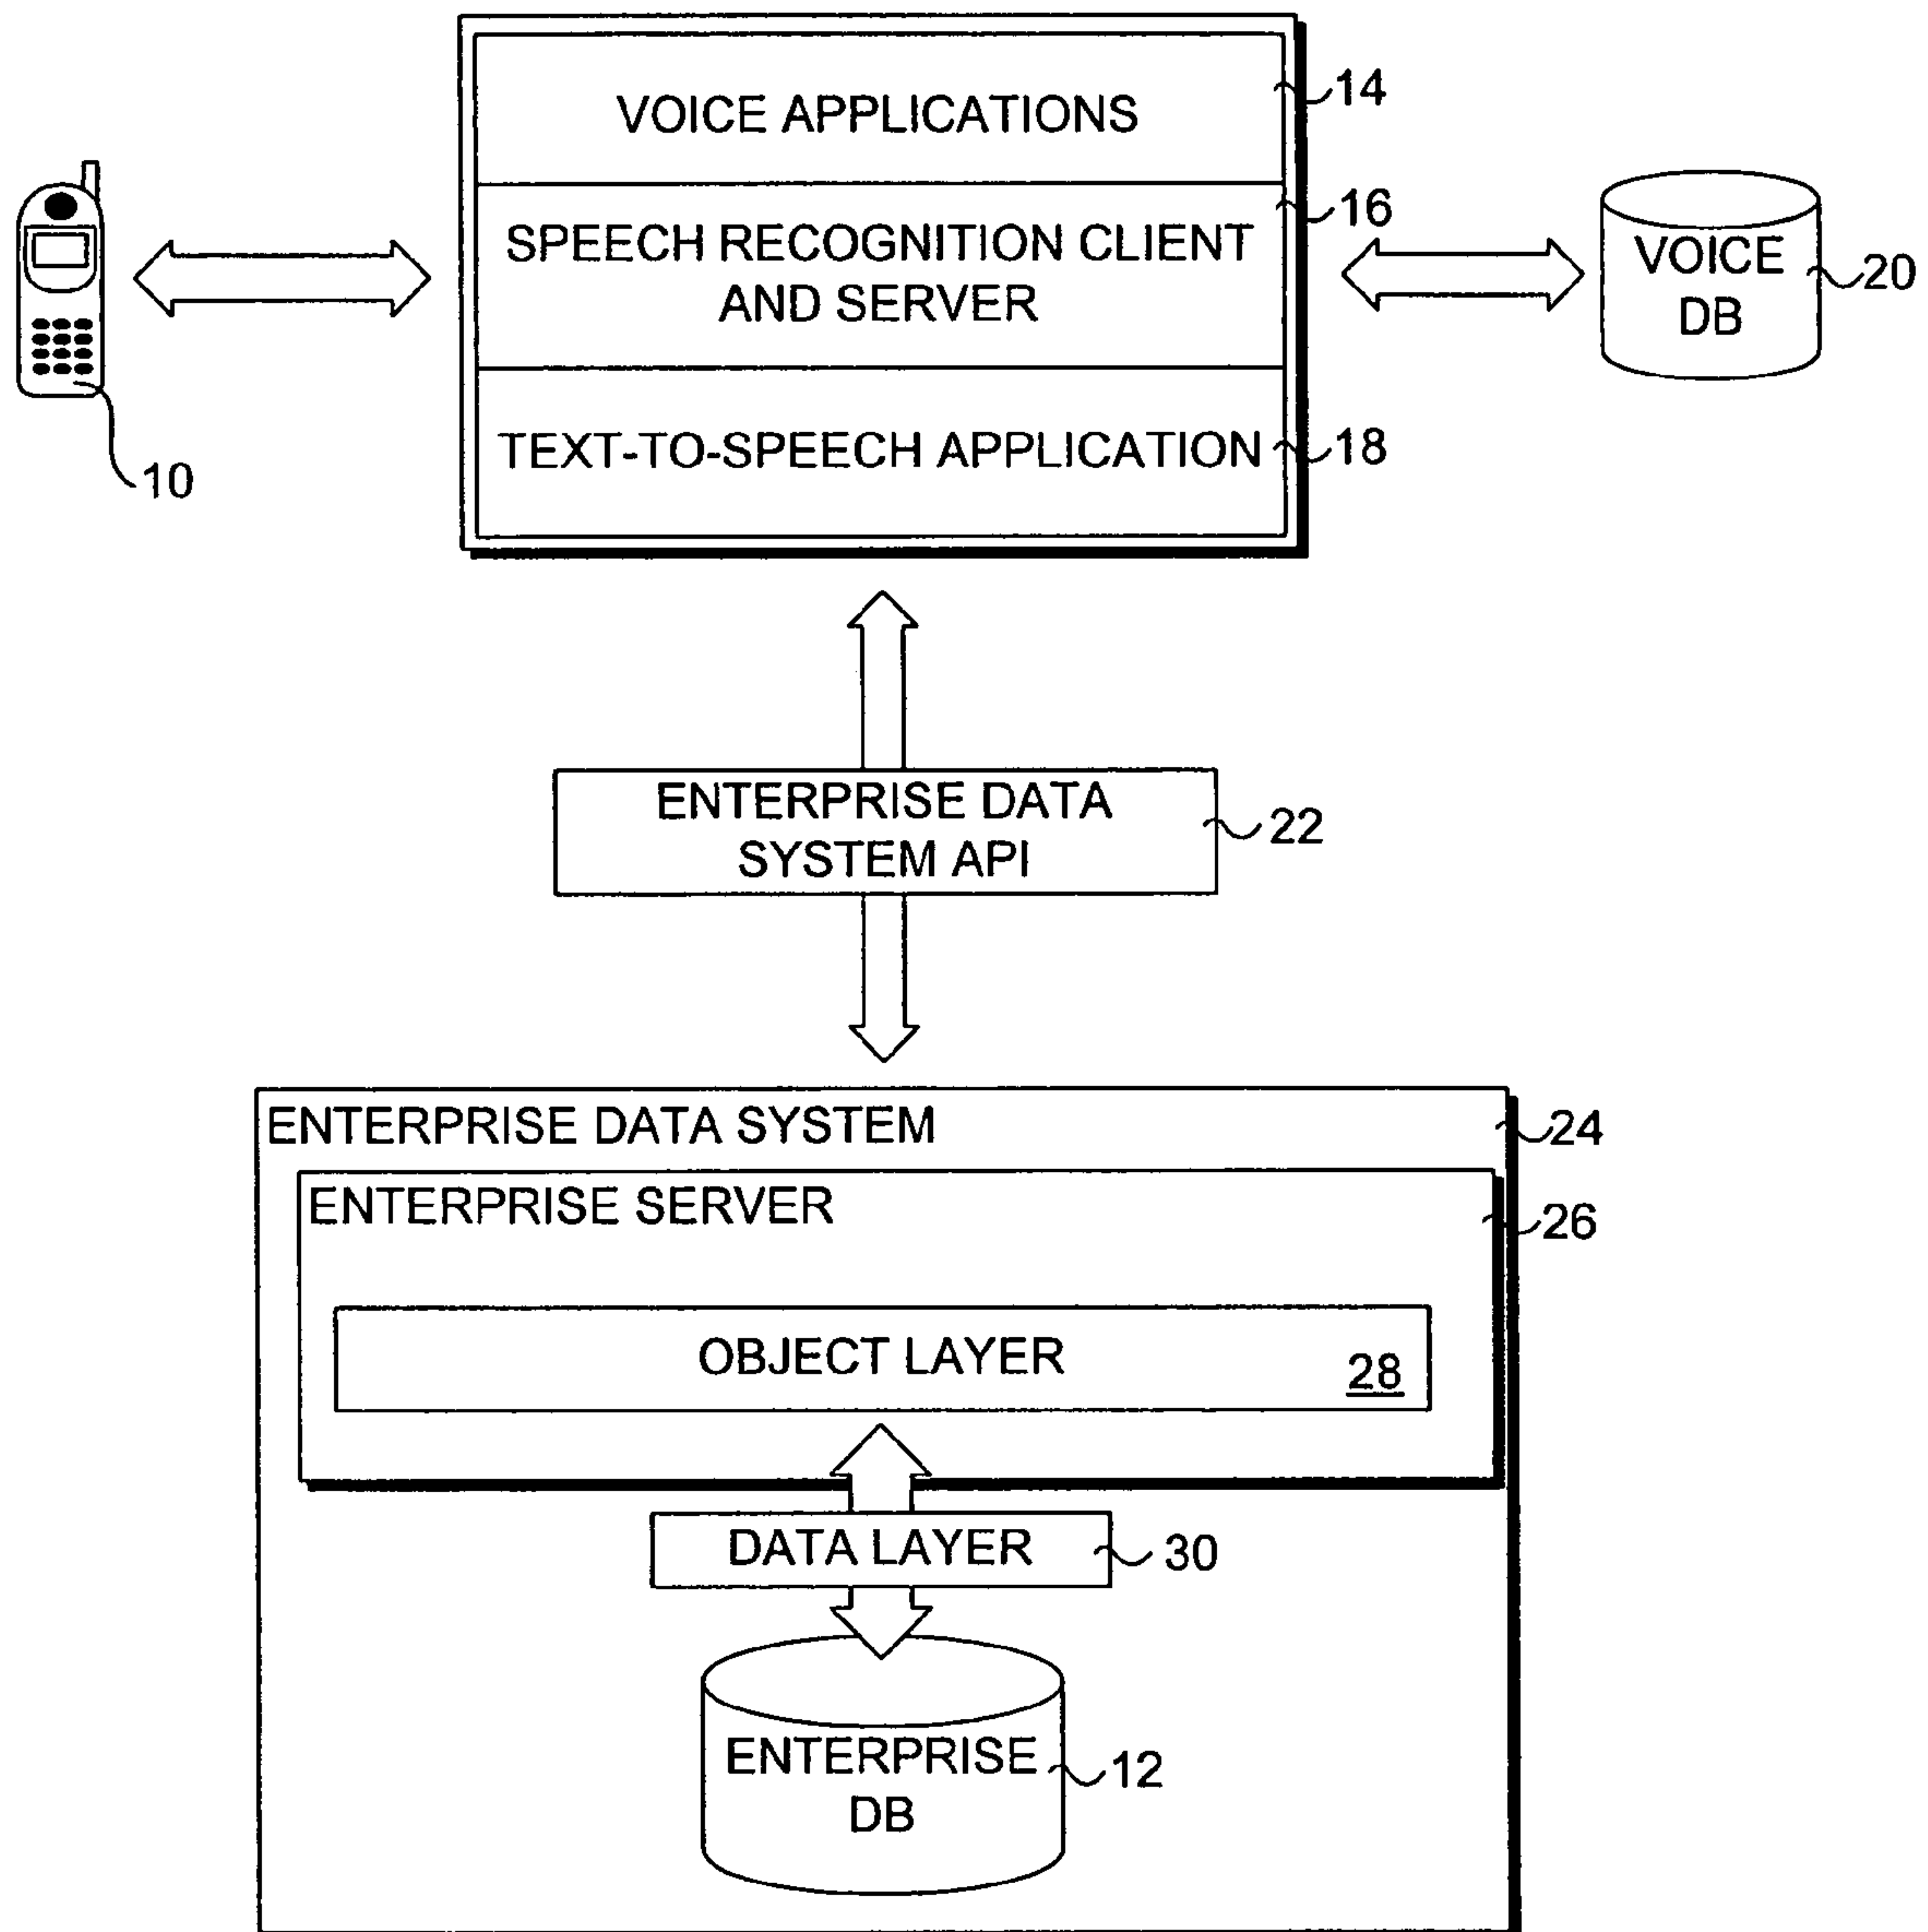 VOICE APPLICATIONS
14
SPEECH RECOGNITION CLIENT
AND SERVER
16
TEXT-TO-SPEECH APPLICATION
18
10
VOICE
DB
20
ENTERPRISE DATA
SYSTEM API
22
ENTERPRISE DATA SYSTEM
24
ENTERPRISE SERVER
26
OBJECT LAYER
28
DATA LAYER
30
ENTERPRISE
DB
12